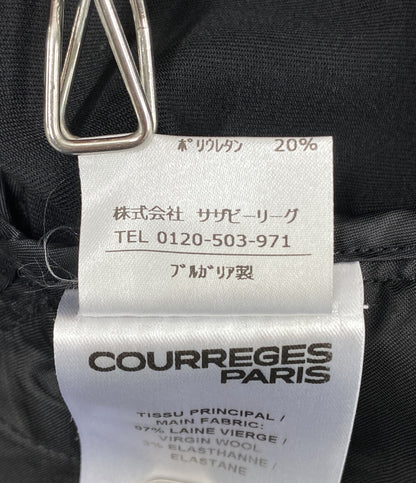 ポリウレタン 20%
株式会社 サザビーリーグ
TEL 0120-503-971
ブルガリア製
COURREGES
PARIS
TISSU PRINCIPAL /
MAIN FABRIC:
97% LAINE VIERGE /
VIRGIN WOOL
3% ELASTHANNE /
ELASTANE